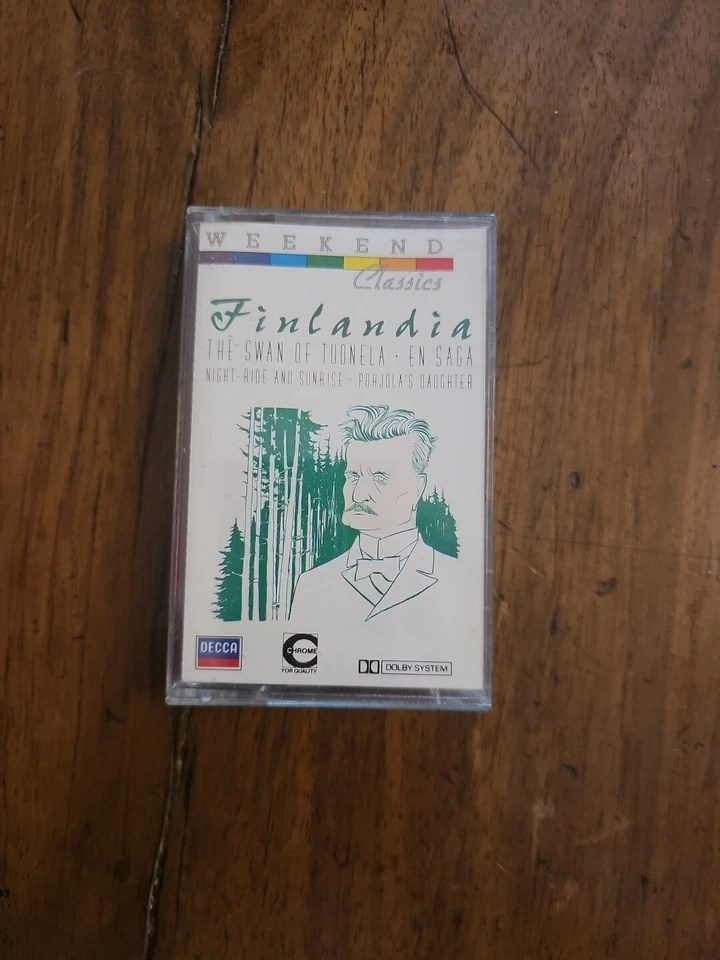 WEEKEND
Classics
Finlandia
THE SWAN OF TUONELA · EN SAGA
NIGHT-RIDE AND SUNRISE · POHJOLA'S DAUGHTER
DECCA
CHROME
FOR QUALITY
DOLBY SYSTEM